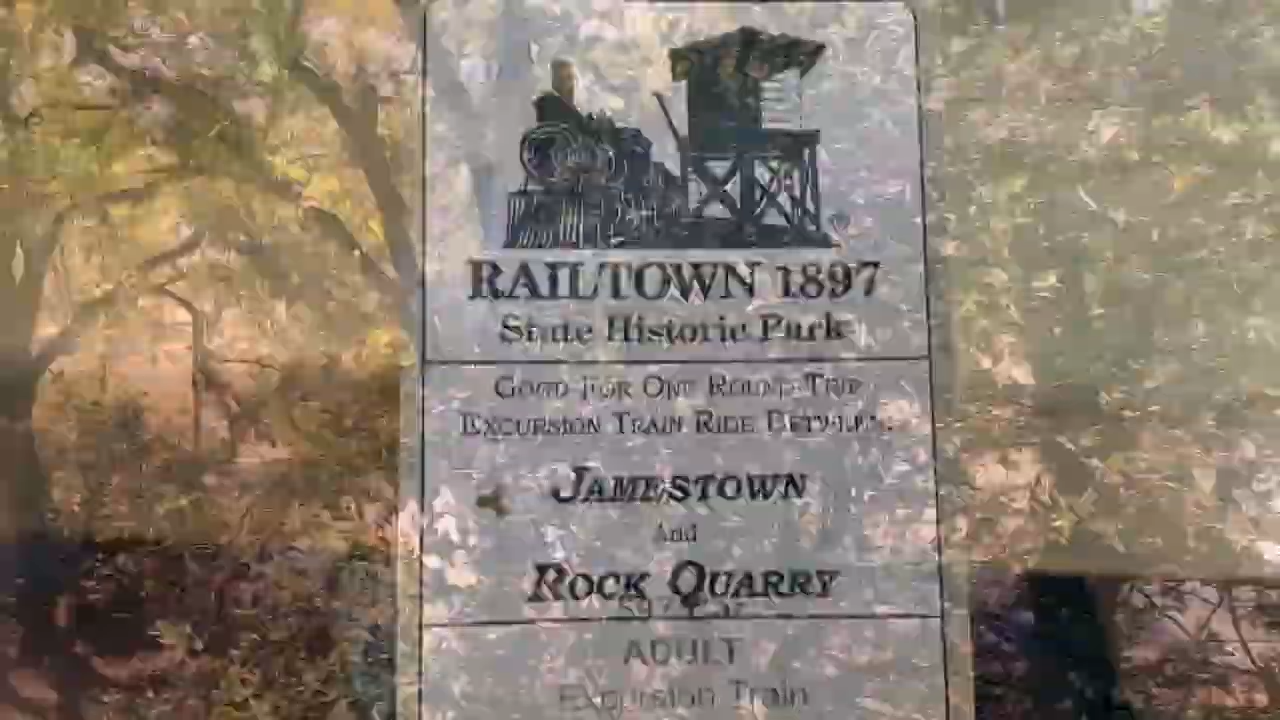 RAILTOWN 1897
State Historic Park
GOOD FOR ONE ROUND-TRIP
EXCURSION TRAIN RIDE BETWEEN:
JAMESTOWN
And
ROCK QUARRY
ADULT
Excursion Train